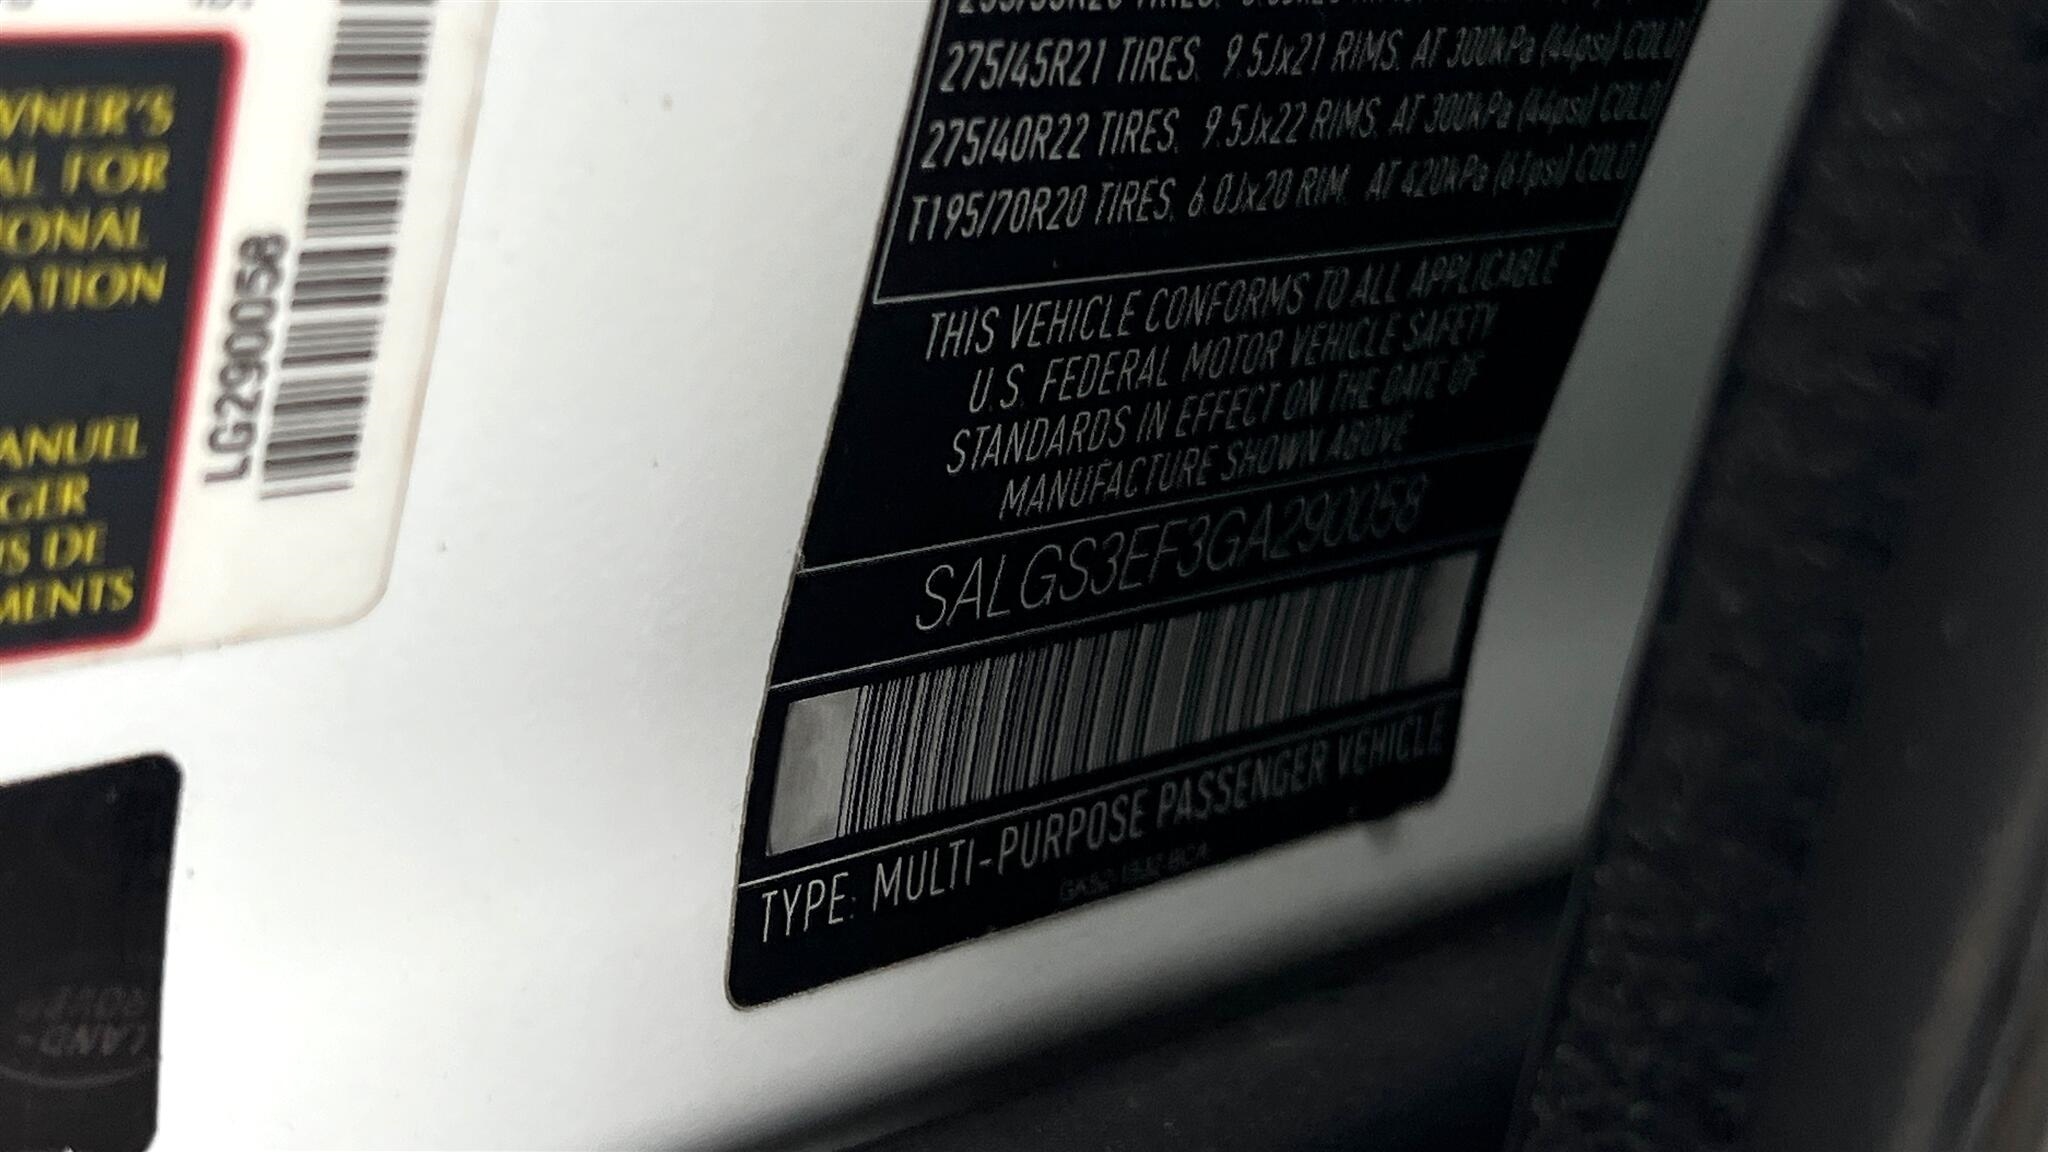 WNER'S
AL FOR
IONAL
ATION
ANUEL
GER
NS DE
MENTS
LG290058
275/45R21 TIRES. 9.5Jx21 RIMS. AT 300kPa (44psi) COLD
275/40R22 TIRES. 9.5Jx22 RIMS. AT 300kPa (44psi) COLD
T195/70R20 TIRES. 6.0Jx20 RIM. AT 420kPa (61psi) COLD
THIS VEHICLE CONFORMS TO ALL APPLICABLE
U.S. FEDERAL MOTOR VEHICLE SAFETY
STANDARDS IN EFFECT ON THE DATE OF
MANUFACTURE SHOWN ABOVE
SALGS3EF3GA290058
TYPE: MULTI-PURPOSE PASSENGER VEHICLE
LAND-
ROVER